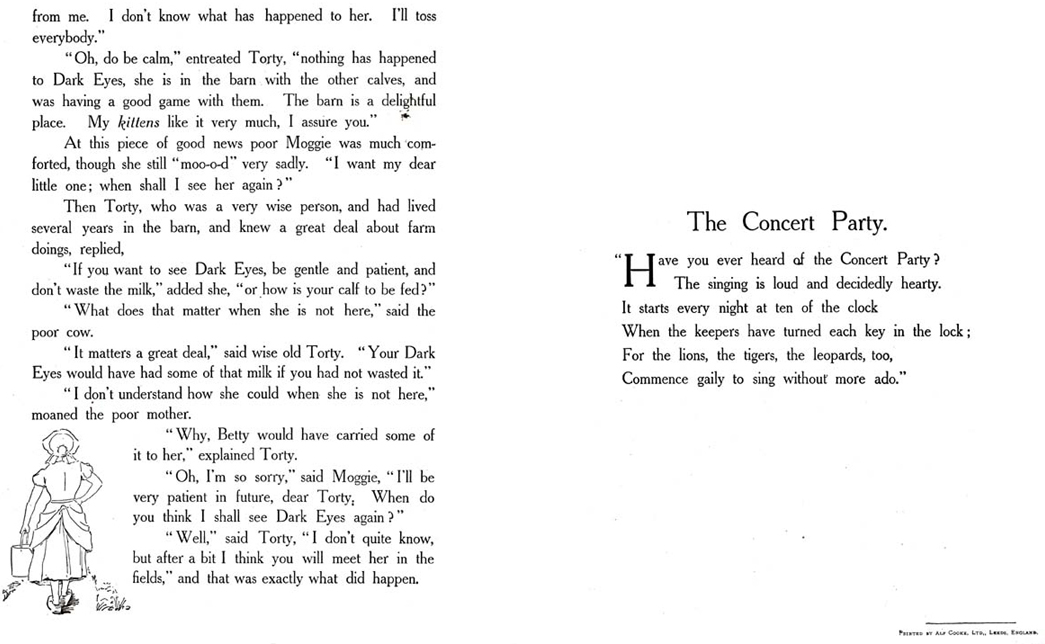 from me. I don't know what has happened to her. I'll toss
everybody."
"Oh, do be calm," entreated Torty, "nothing has happened
to Dark Eyes, she is in the barn with the other calves, and
was having a good game with them. The barn is a delightful
place. My kittens like it very much, I assure you."
At this piece of good news poor Moggie was much com-
forted, though she still "moo-o-d" very sadly. "I want my dear
little one; when shall I see her again?"
Then Torty, who was a very wise person, and had lived
several years in the barn, and knew a great deal about farm
doings, replied,
"If you want to see Dark Eyes, be gentle and patient, and
don't waste the milk," added she, "or how is your calf to be fed?"
"What does that matter when she is not here," said the
poor cow.
"It matters a great deal," said wise old Torty. "Your Dark
Eyes would have had some of that milk if you had not wasted it."
"I don't understand how she could when she is not here,"
moaned the poor mother.
"Why, Betty would have carried some of
it to her," explained Torty.
"Oh, I'm so sorry," said Moggie, "I'll be
very patient in future, dear Torty. When do
you think I shall see Dark Eyes again?"
"Well," said Torty, "I don't quite know,
but after a bit I think you will meet her in the
fields," and that was exactly what did happen.
The Concert Party.
"Have you ever heard of the Concert Party?
The singing is loud and decidedly hearty.
It starts every night at ten of the clock
When the keepers have turned each key in the lock;
For the lions, the tigers, the leopards, too,
Commence gaily to sing without more ado."
Printed by Alf Cooke, Ltd., Leeds, England.